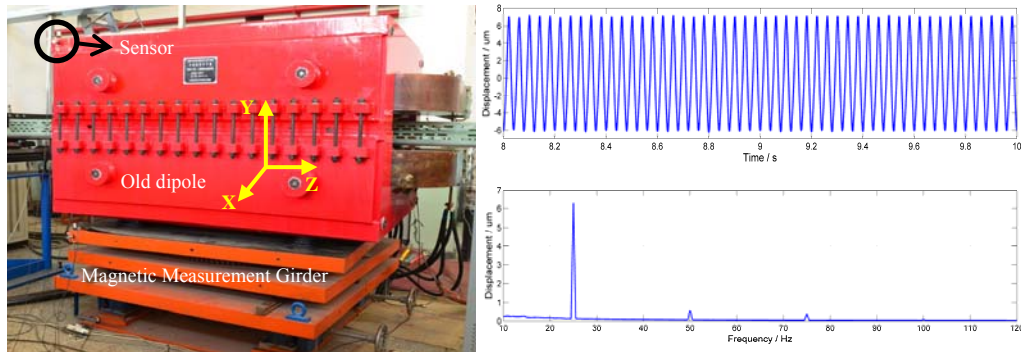 Sensor
Y
Z
X
Old dipole
Magnetic Measurement Girder
Displacement / um
8
6
4
2
0
-2
-4
-6
8 8.2 8.4 8.6 8.8 9 9.2 9.4 9.6 9.8 10
Time / s
Displacement / um
7
6
5
4
3
2
1
0
10 20 30 40 50 60 70 80 90 100 110 120
Frequency / Hz